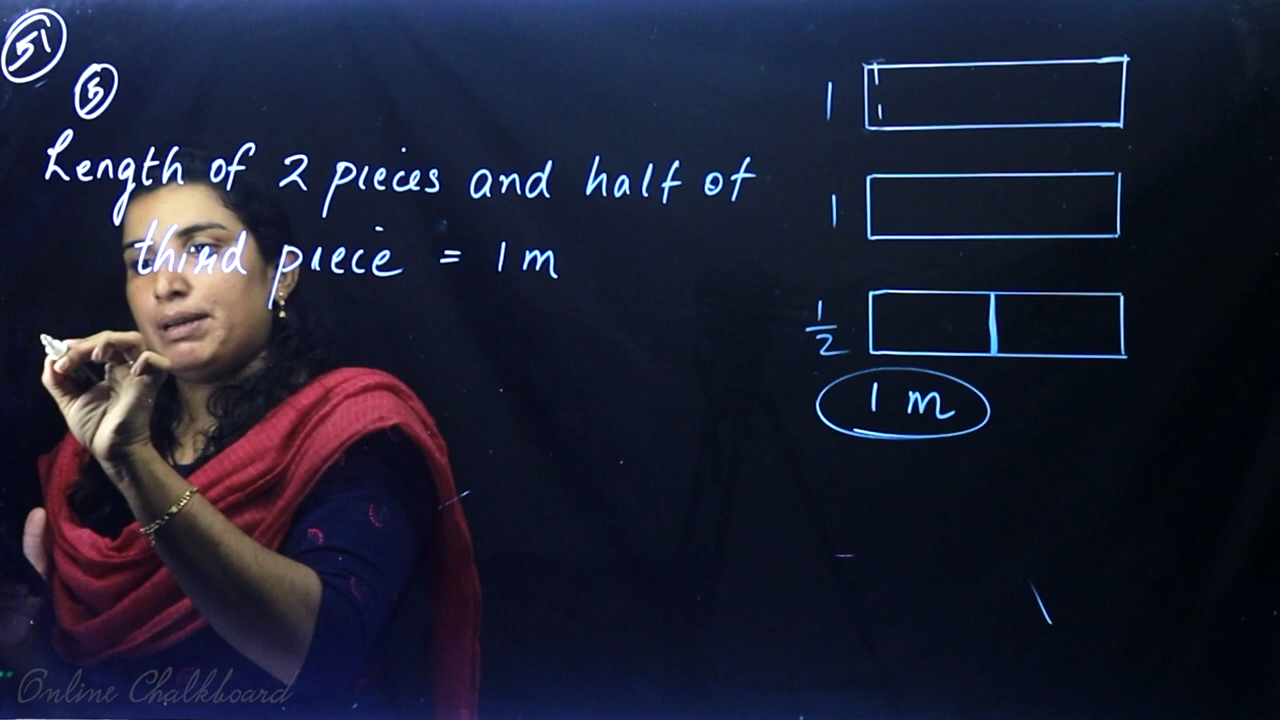 51
5
Length of 2 pieces and half of
third piece = 1 m
1
1
1/2
1 m
Online Chalkboard